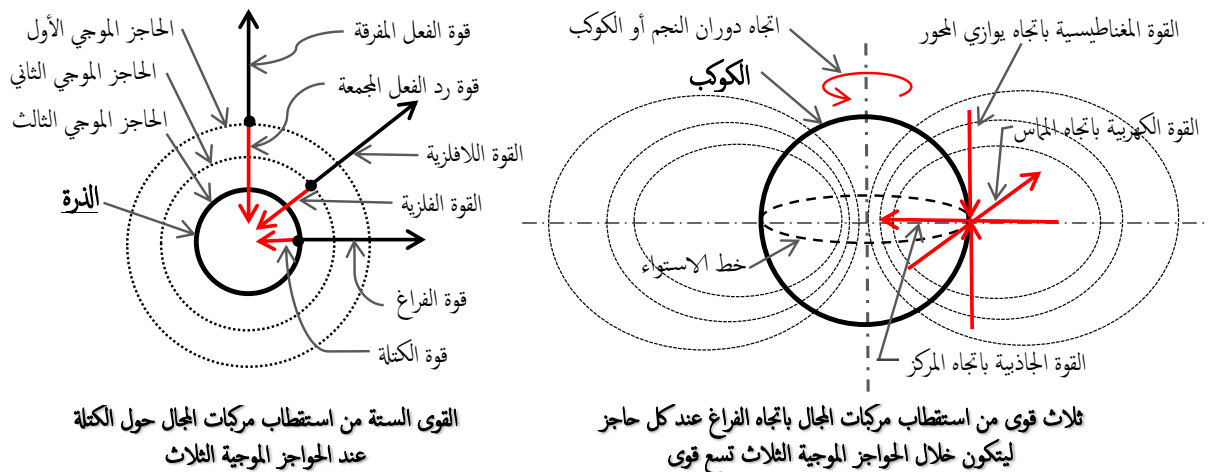 الحاجز الموجي الأول
الحاجز الموجي الثاني
الحاجز الموجي الثالث
الذرة
قوة الفعل المفرقة
قوة رد الفعل المجمعة
القوة اللافلزية
القوة الفلزية
قوة الفراغ
قوة الكتلة
القوى الستة من استقطاب مركبات المجال حول الكتلة
عند الحواجز الموجية الثلاث
اتجاه دوران النجم أو الكوكب
القوة المغناطيسية باتجاه يوازي المحور
الكوكب
القوة الكهربية باتجاه المماس
خط الاستواء
القوة الجاذبية باتجاه المركز
ثلاث قوى من استقطاب مركبات المجال باتجاه الفراغ عند كل حاجز
ليتكون خلال الحواجز الموجية الثلاث تسع قوى